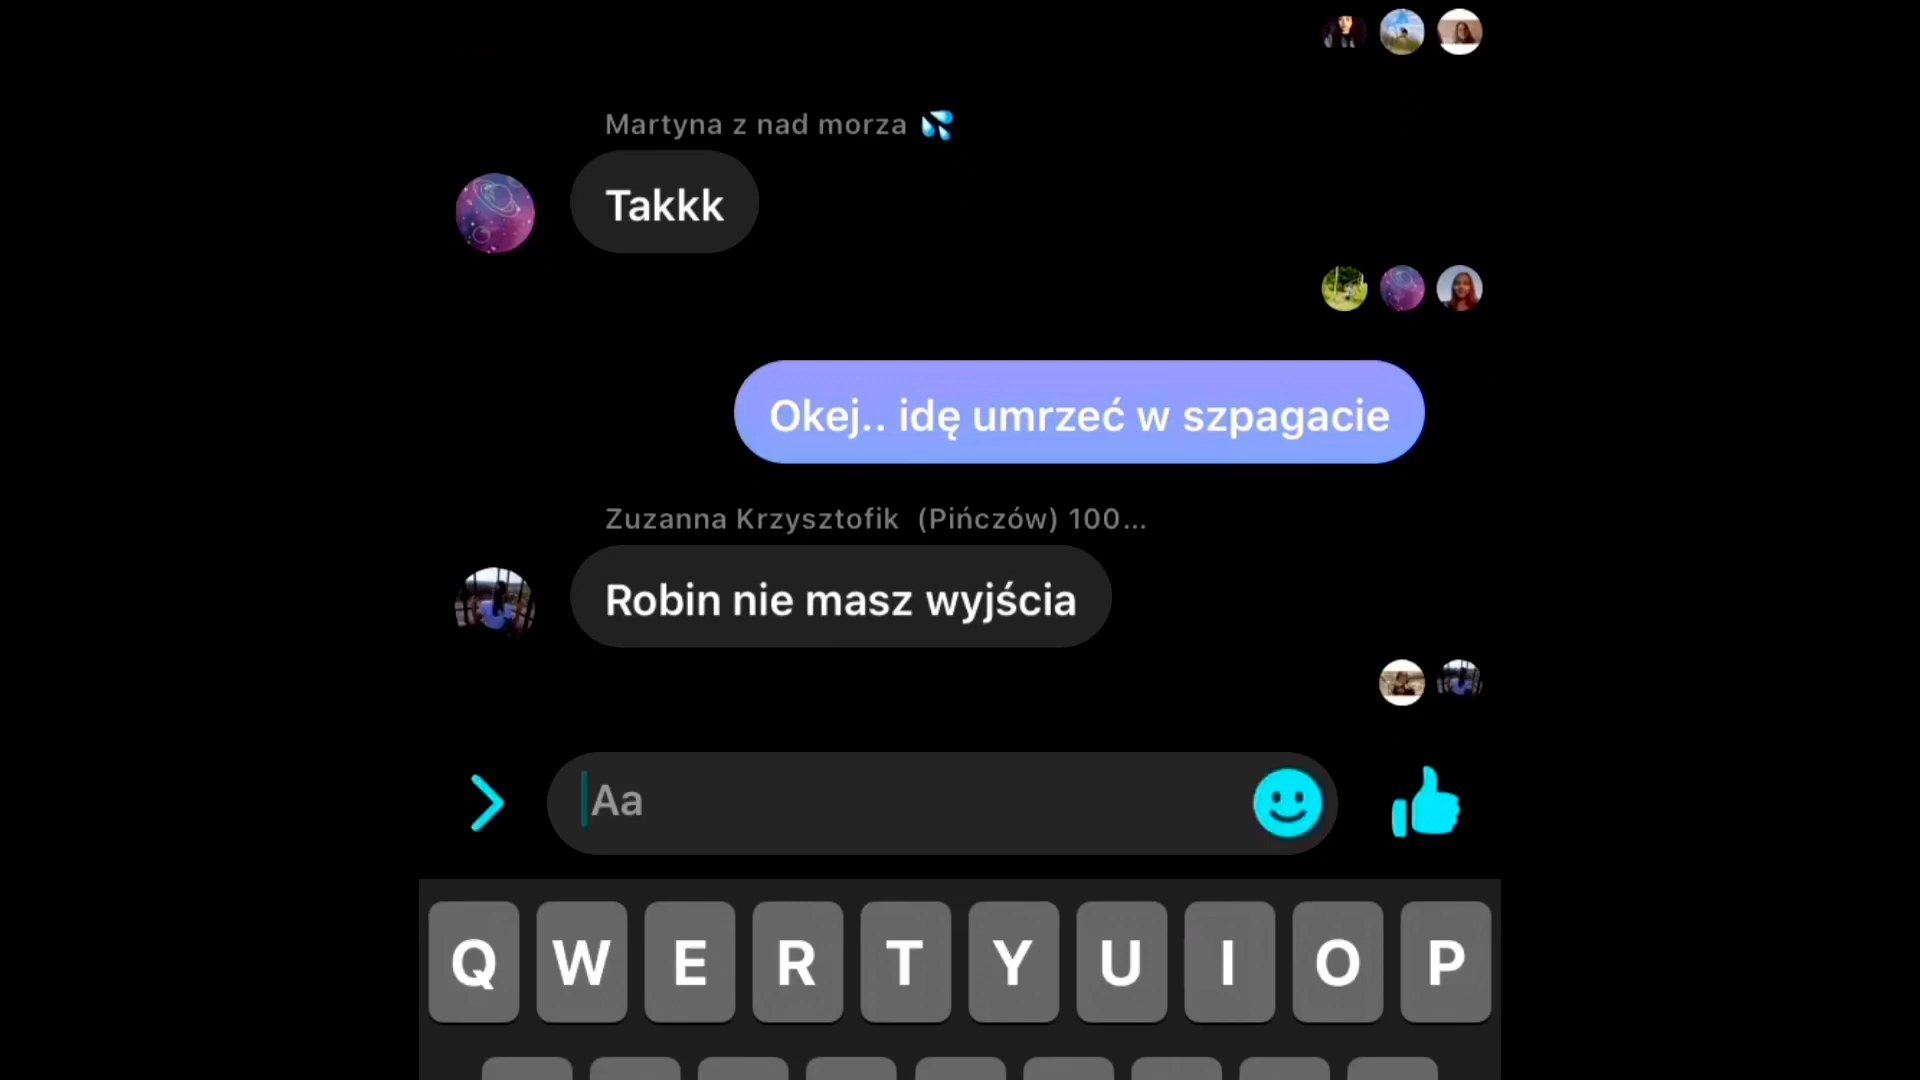 Martyna z nad morza 💦
Takkk
Okej.. idę umrzeć w szpagacie
Zuzanna Krzysztofik (Pińczów) 100...
Robin nie masz wyjścia
Aa
Q W E R T Y U I O P